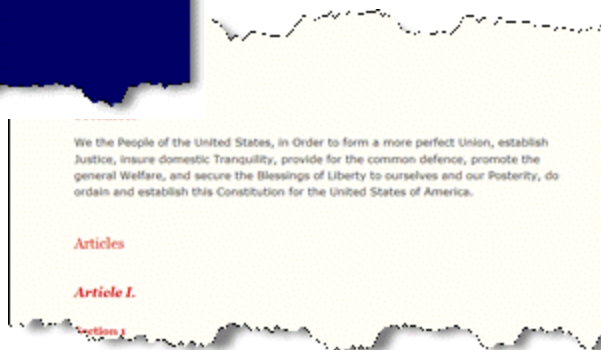 We the People of the United States, in Order to form a more perfect Union, establish
Justice, insure domestic Tranquility, provide for the common defence, promote the
general Welfare, and secure the Blessings of Liberty to ourselves and our Posterity, do
ordain and establish this Constitution for the United States of America.
Articles
Article I.
Section 1